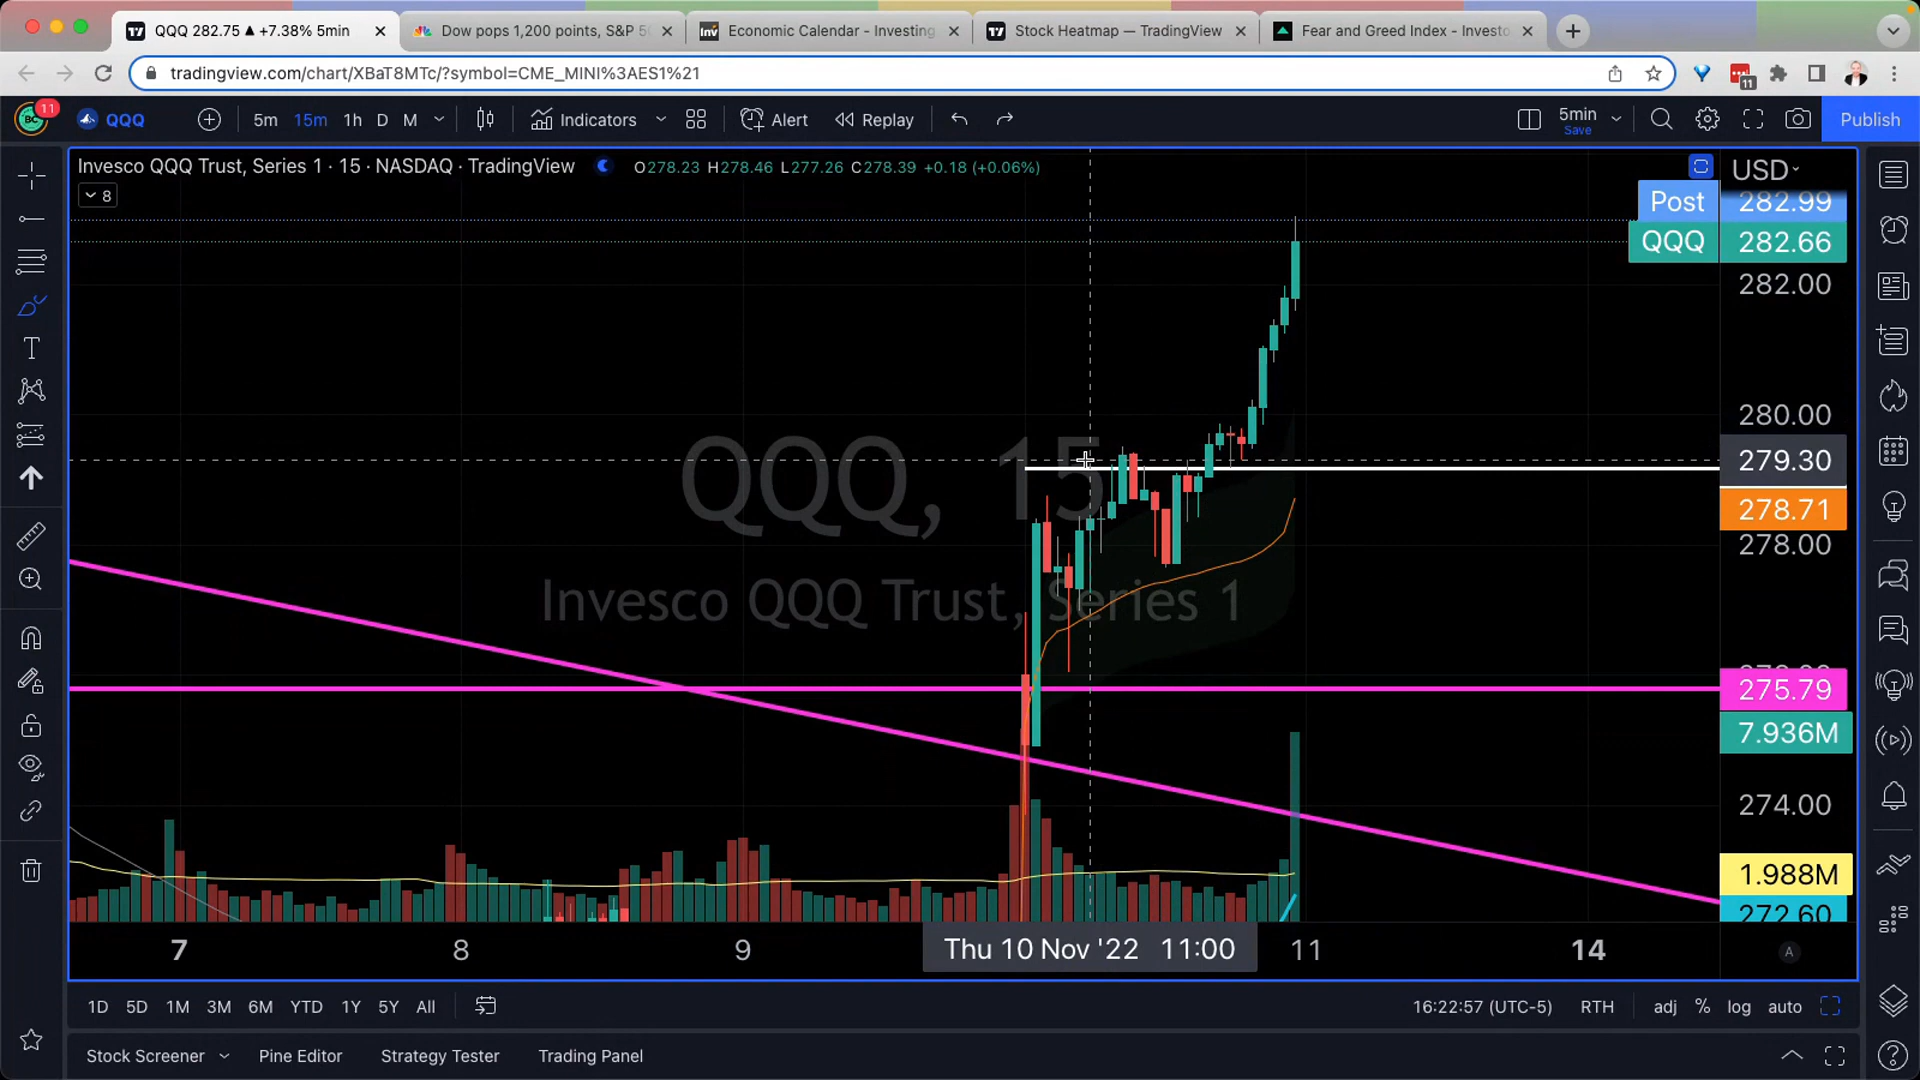 QQQ 282.75 ▲ +7.38% 5min
Dow pops 1,200 points, S&P 50
Economic Calendar - Investing.
Stock Heatmap — TradingView
Fear and Greed Index - Investo
tradingview.com/chart/XBaT8MTc/?symbol=CME_MINI%3AES1%21
11
11
QQQ
5m 15m 1h D M
Indicators
Alert
Replay
5min
Save
Publish
Invesco QQQ Trust, Series 1 · 15 · NASDAQ · TradingView
O278.23 H278.46 L277.26 C278.39 +0.18 (+0.06%)
8
USD
Post 282.99
QQQ 282.66
282.00
280.00
279.30
278.71
278.00
275.79
7.936M
274.00
1.988M
272.60
QQQ, 15
Invesco QQQ Trust, Series 1
7 8 9 Thu 10 Nov '22 11:00 11 14
A
1D 5D 1M 3M 6M YTD 1Y 5Y All
16:22:57 (UTC-5) RTH adj % log auto
Stock Screener Pine Editor Strategy Tester Trading Panel